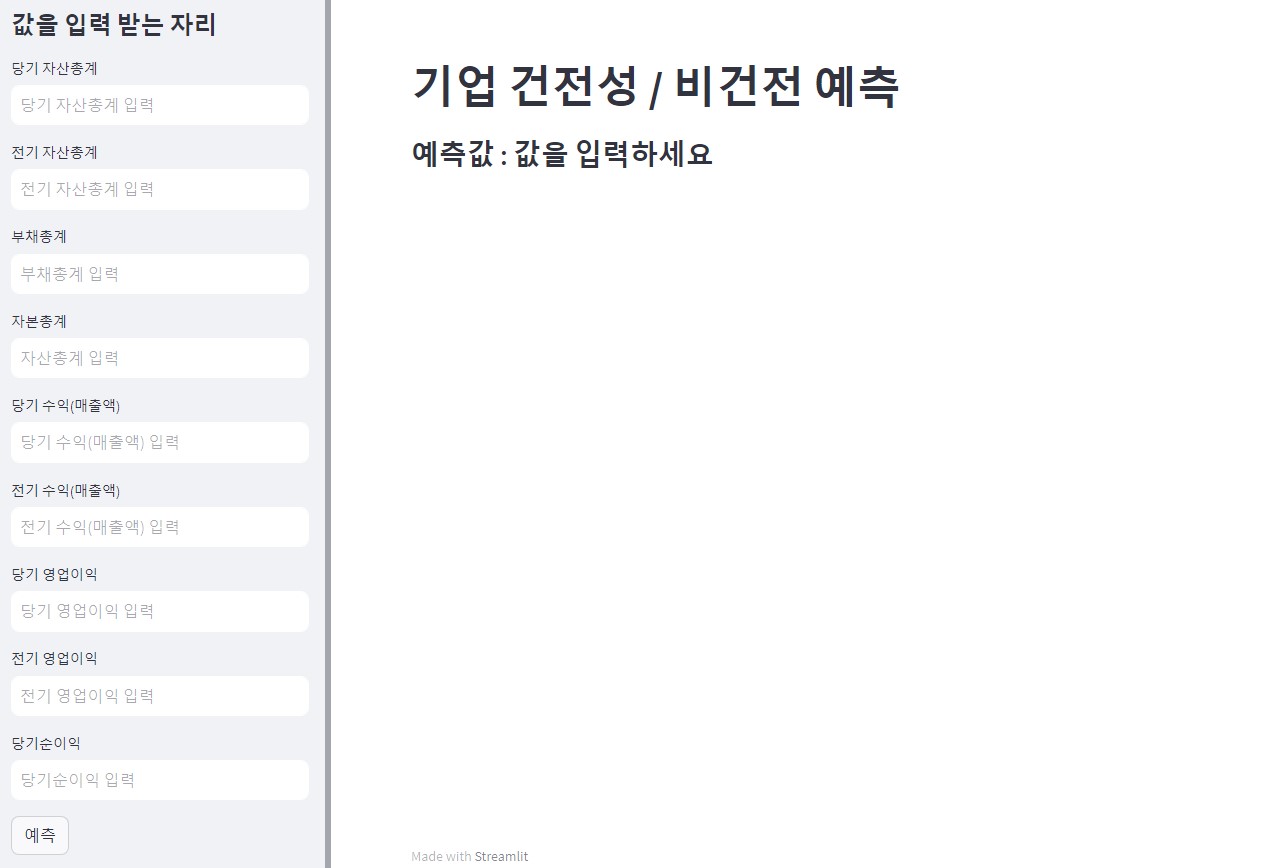 값을 입력 받는 자리
당기 자산총계
당기 자산총계 입력
전기 자산총계
전기 자산총계 입력
부채총계
부채총계 입력
자본총계
자산총계 입력
당기 수익(매출액)
당기 수익(매출액) 입력
전기 수익(매출액)
전기 수익(매출액) 입력
당기 영업이익
당기 영업이익 입력
전기 영업이익
전기 영업이익 입력
당기순이익
당기순이익 입력
예측
기업 건전성 / 비건전 예측
예측값 : 값을 입력하세요
Made with Streamlit